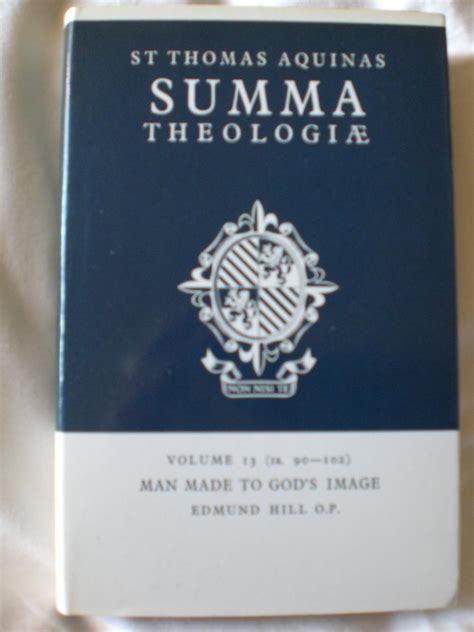 ST THOMAS AQUINAS
SUMMA
THEOLOGIÆ
NON NISI TE
VOLUME 13 (1a. 90—102)
MAN MADE TO GOD'S IMAGE
EDMUND HILL O.P.